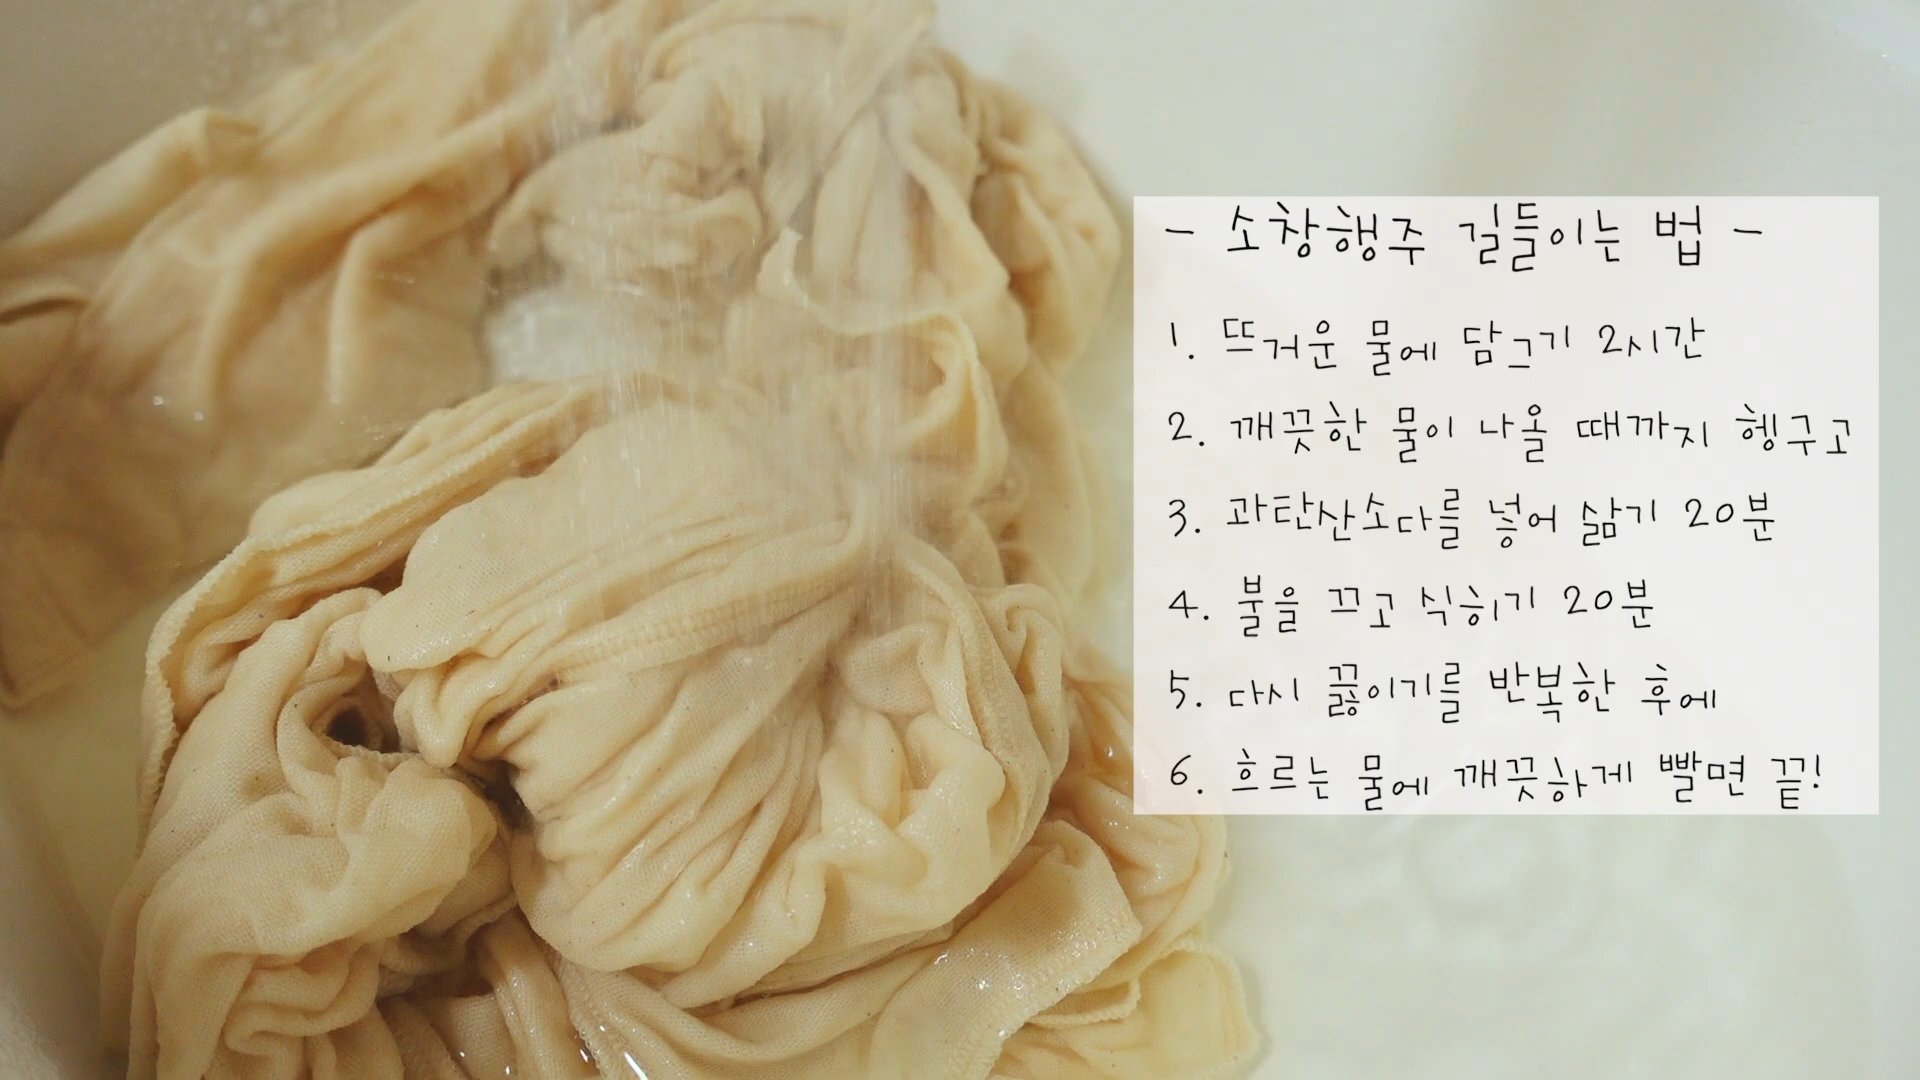 - 소창행주 길들이는 법 -
1. 뜨거운 물에 담그기 2시간
2. 깨끗한 물이 나올 때까지 헹구고
3. 과탄산소다를 넣어 삶기 20분
4. 불을 끄고 식히기 20분
5. 다시 끓이기를 반복한 후에
6. 흐르는 물에 깨끗하게 빨면 끝!